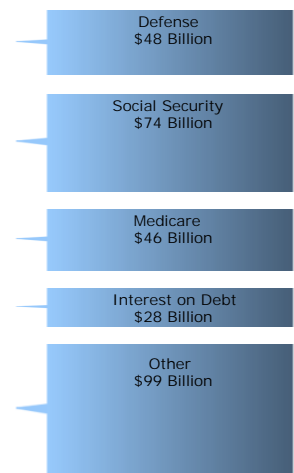 Defense
$48 Billion
Social Security
$74 Billion
Medicare
$46 Billion
Interest on Debt
$28 Billion
Other
$99 Billion